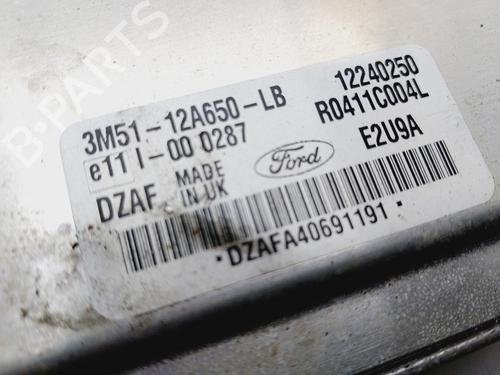 B-PARTS
3M51-12A650-LB 12240250
e11 I-00 0287 R0411C004L
DZAF MADE IN UK Ford E2U9A
· DZAFA40691191 ·